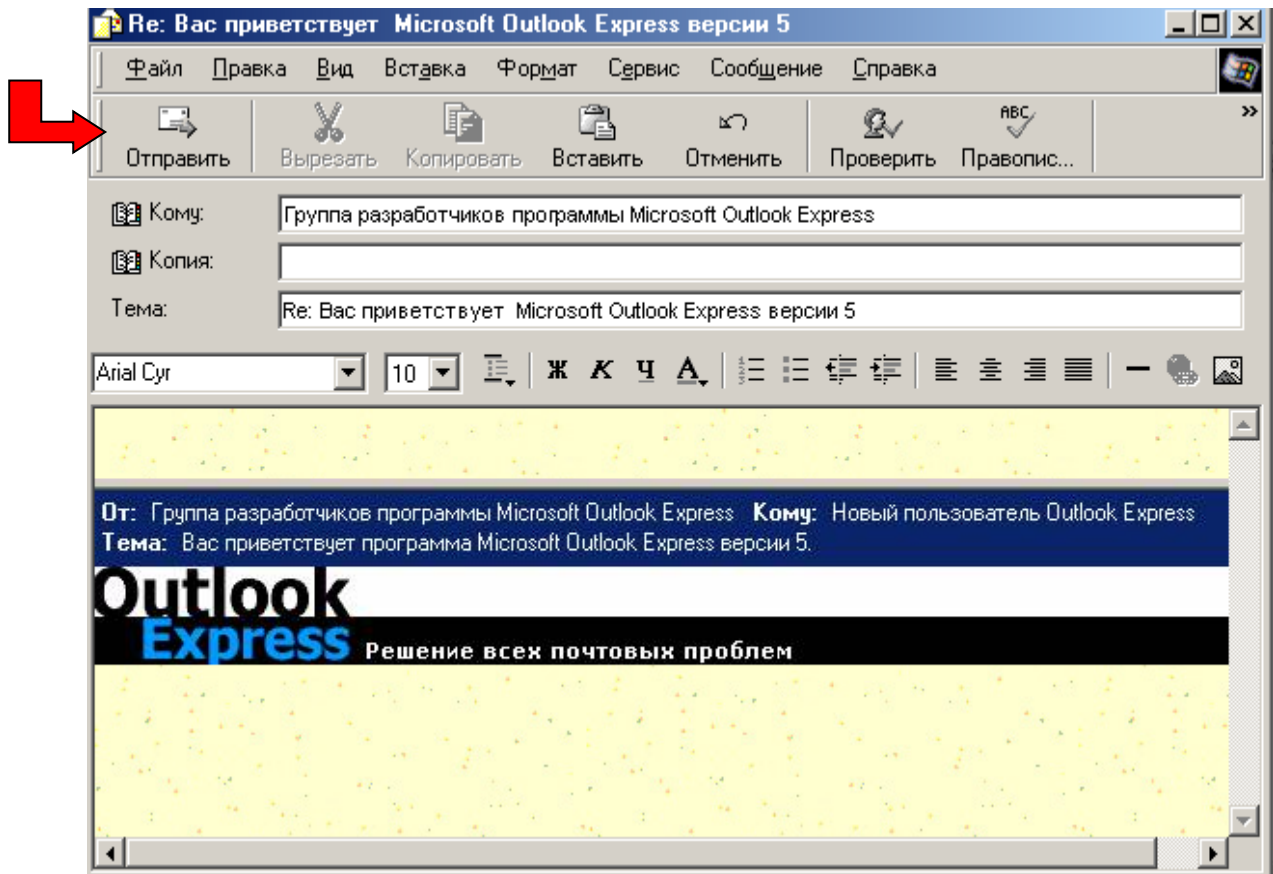 Re: Вас приветствует Microsoft Outlook Express версии 5
Файл Правка Вид Вставка Формат Сервис Сообщение Справка
ABC
Отправить Вырезать Копировать Вставить Отменить Проверить Правопис...
Кому: Группа разработчиков программы Microsoft Outlook Express
Копия:
Тема: Re: Вас приветствует Microsoft Outlook Express версии 5
Arial Cyr 10 Ж К Ч А
От: Группа разработчиков программы Microsoft Outlook Express Кому: Новый пользователь Outlook Express
Тема: Вас приветствует программа Microsoft Outlook Express версии 5.
Outlook
Express Решение всех почтовых проблем